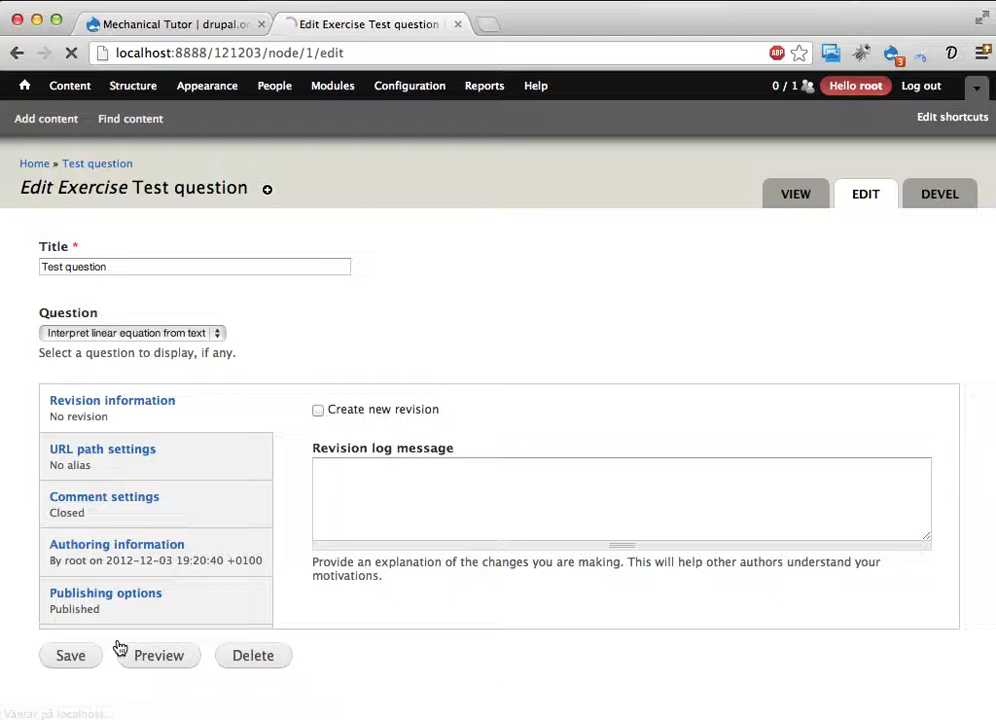 Mechanical Tutor | drupal.or
Edit Exercise Test question
localhost:8888/121203/node/1/edit
ABP
3
D
Content
Structure
Appearance
People
Modules
Configuration
Reports
Help
0 / 1
Hello root
Log out
Add content
Find content
Edit shortcuts
Home » Test question
Edit Exercise Test question
VIEW
EDIT
DEVEL
Title *
Test question
Question
Interpret linear equation from text
Select a question to display, if any.
Revision information
No revision
Create new revision
URL path settings
No alias
Revision log message
Comment settings
Closed
Authoring information
By root on 2012-12-03 19:20:40 +0100
Provide an explanation of the changes you are making. This will help other authors understand your
motivations.
Publishing options
Published
Save
Preview
Delete
Väntar på localhost...